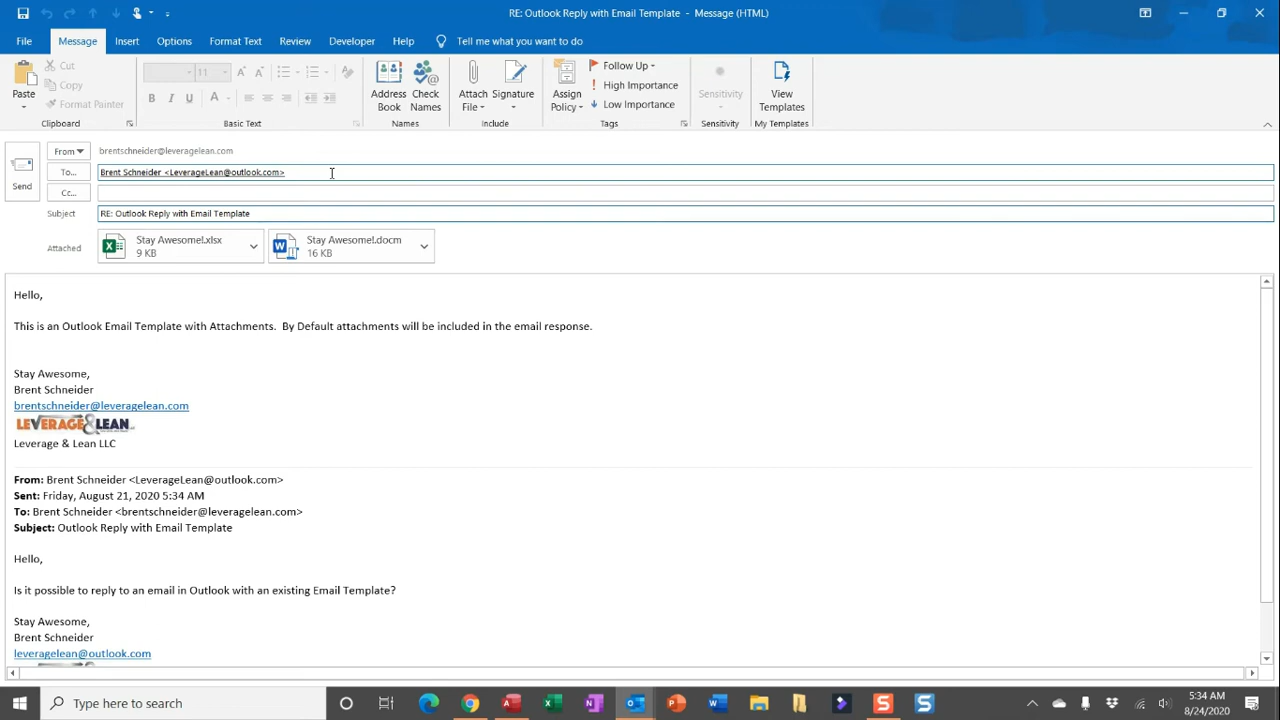 RE: Outlook Reply with Email Template - Message (HTML)
File Message Insert Options Format Text Review Developer Help Tell me what you want to do
Paste
Cut
Copy
Format Painter
Clipboard
11
B I U A
Basic Text
Address Book
Check Names
Names
Attach File
Signature
Include
Assign Policy
Follow Up
High Importance
Low Importance
Tags
Sensitivity
Sensitivity
View Templates
My Templates
Send
From brentschneider@leveragelean.com
To... Brent Schneider <LeverageLean@outlook.com>
Cc...
Subject RE: Outlook Reply with Email Template
Attached
Stay Awesome!.xlsx
9 KB
Stay Awesome!.docm
16 KB
Hello,
This is an Outlook Email Template with Attachments. By Default attachments will be included in the email response.
Stay Awesome,
Brent Schneider
brentschneider@leveragelean.com
LEVERAGE&LEAN
Leverage & Lean LLC
From: Brent Schneider <LeverageLean@outlook.com>
Sent: Friday, August 21, 2020 5:34 AM
To: Brent Schneider <brentschneider@leveragelean.com>
Subject: Outlook Reply with Email Template
Hello,
Is it possible to reply to an email in Outlook with an existing Email Template?
Stay Awesome,
Brent Schneider
leveragelean@outlook.com
Type here to search
5:34 AM
8/24/2020